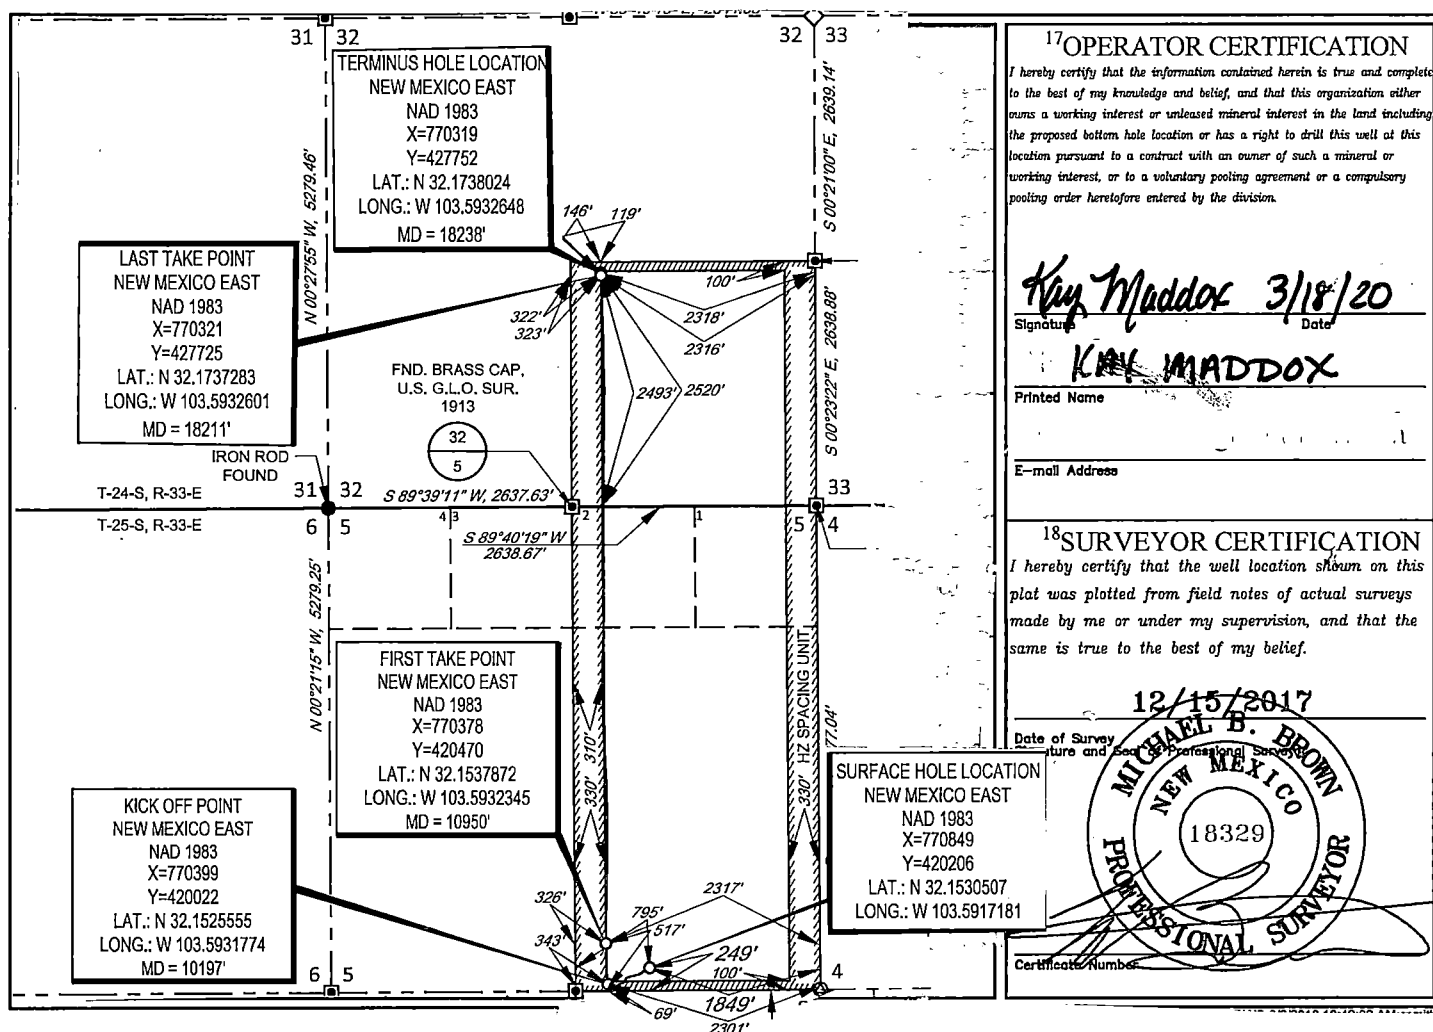 31 32
32 33
TERMINUS HOLE LOCATION
NEW MEXICO EAST
NAD 1983
X=770319
Y=427752
LAT.: N 32.1738024
LONG.: W 103.5932648
MD = 18238'
N 00°27'55" W, 5279.46'
S 00°21'00" E, 2639.14'
LAST TAKE POINT
NEW MEXICO EAST
NAD 1983
X=770321
Y=427725
LAT.: N 32.1737283
LONG.: W 103.5932601
MD = 18211'
146'
119'
100'
322'
323'
2318'
2316'
2493'
2520'
S 00°23'22" E, 2638.88'
FND. BRASS CAP,
U.S. G.L.O. SUR.
1913
32
5
IRON ROD
FOUND
T-24-S, R-33-E
T-25-S, R-33-E
31 32
6 5
S 89°39'11" W, 2637.63'
4 3
2
1
33
5 4
S 89°40'19" W
2638.67'
N 00°21'15" W, 5279.25'
FIRST TAKE POINT
NEW MEXICO EAST
NAD 1983
X=770378
Y=420470
LAT.: N 32.1537872
LONG.: W 103.5932345
MD = 10950'
330'
310'
330'
HZ SPACING UNIT
77.04'
KICK OFF POINT
NEW MEXICO EAST
NAD 1983
X=770399
Y=420022
LAT.: N 32.1525555
LONG.: W 103.5931774
MD = 10197'
SURFACE HOLE LOCATION
NEW MEXICO EAST
NAD 1983
X=770849
Y=420206
LAT.: N 32.1530507
LONG.: W 103.5917181
326'
343'
795'
517'
2317'
249'
100'
1849'
69'
2301'
6 5
4
17 OPERATOR CERTIFICATION
I hereby certify that the information contained herein is true and complete
to the best of my knowledge and belief, and that this organization either
owns a working interest or unleased mineral interest in the land including
the proposed bottom hole location or has a right to drill this well at this
location pursuant to a contract with an owner of such a mineral or
working interest, or to a voluntary pooling agreement or a compulsory
pooling order heretofore entered by the division.
Kay Maddox 3/18/20
Signature Date
KAY MADDOX
Printed Name
E-mail Address
18 SURVEYOR CERTIFICATION
I hereby certify that the well location shown on this
plat was plotted from field notes of actual surveys
made by me or under my supervision, and that the
same is true to the best of my belief.
12/15/2017
Date of Survey
Signature and Seal of Professional Surveyor
MICHAEL B. BROWN
NEW MEXICO
18329
PROFESSIONAL SURVEYOR
Certificate Number